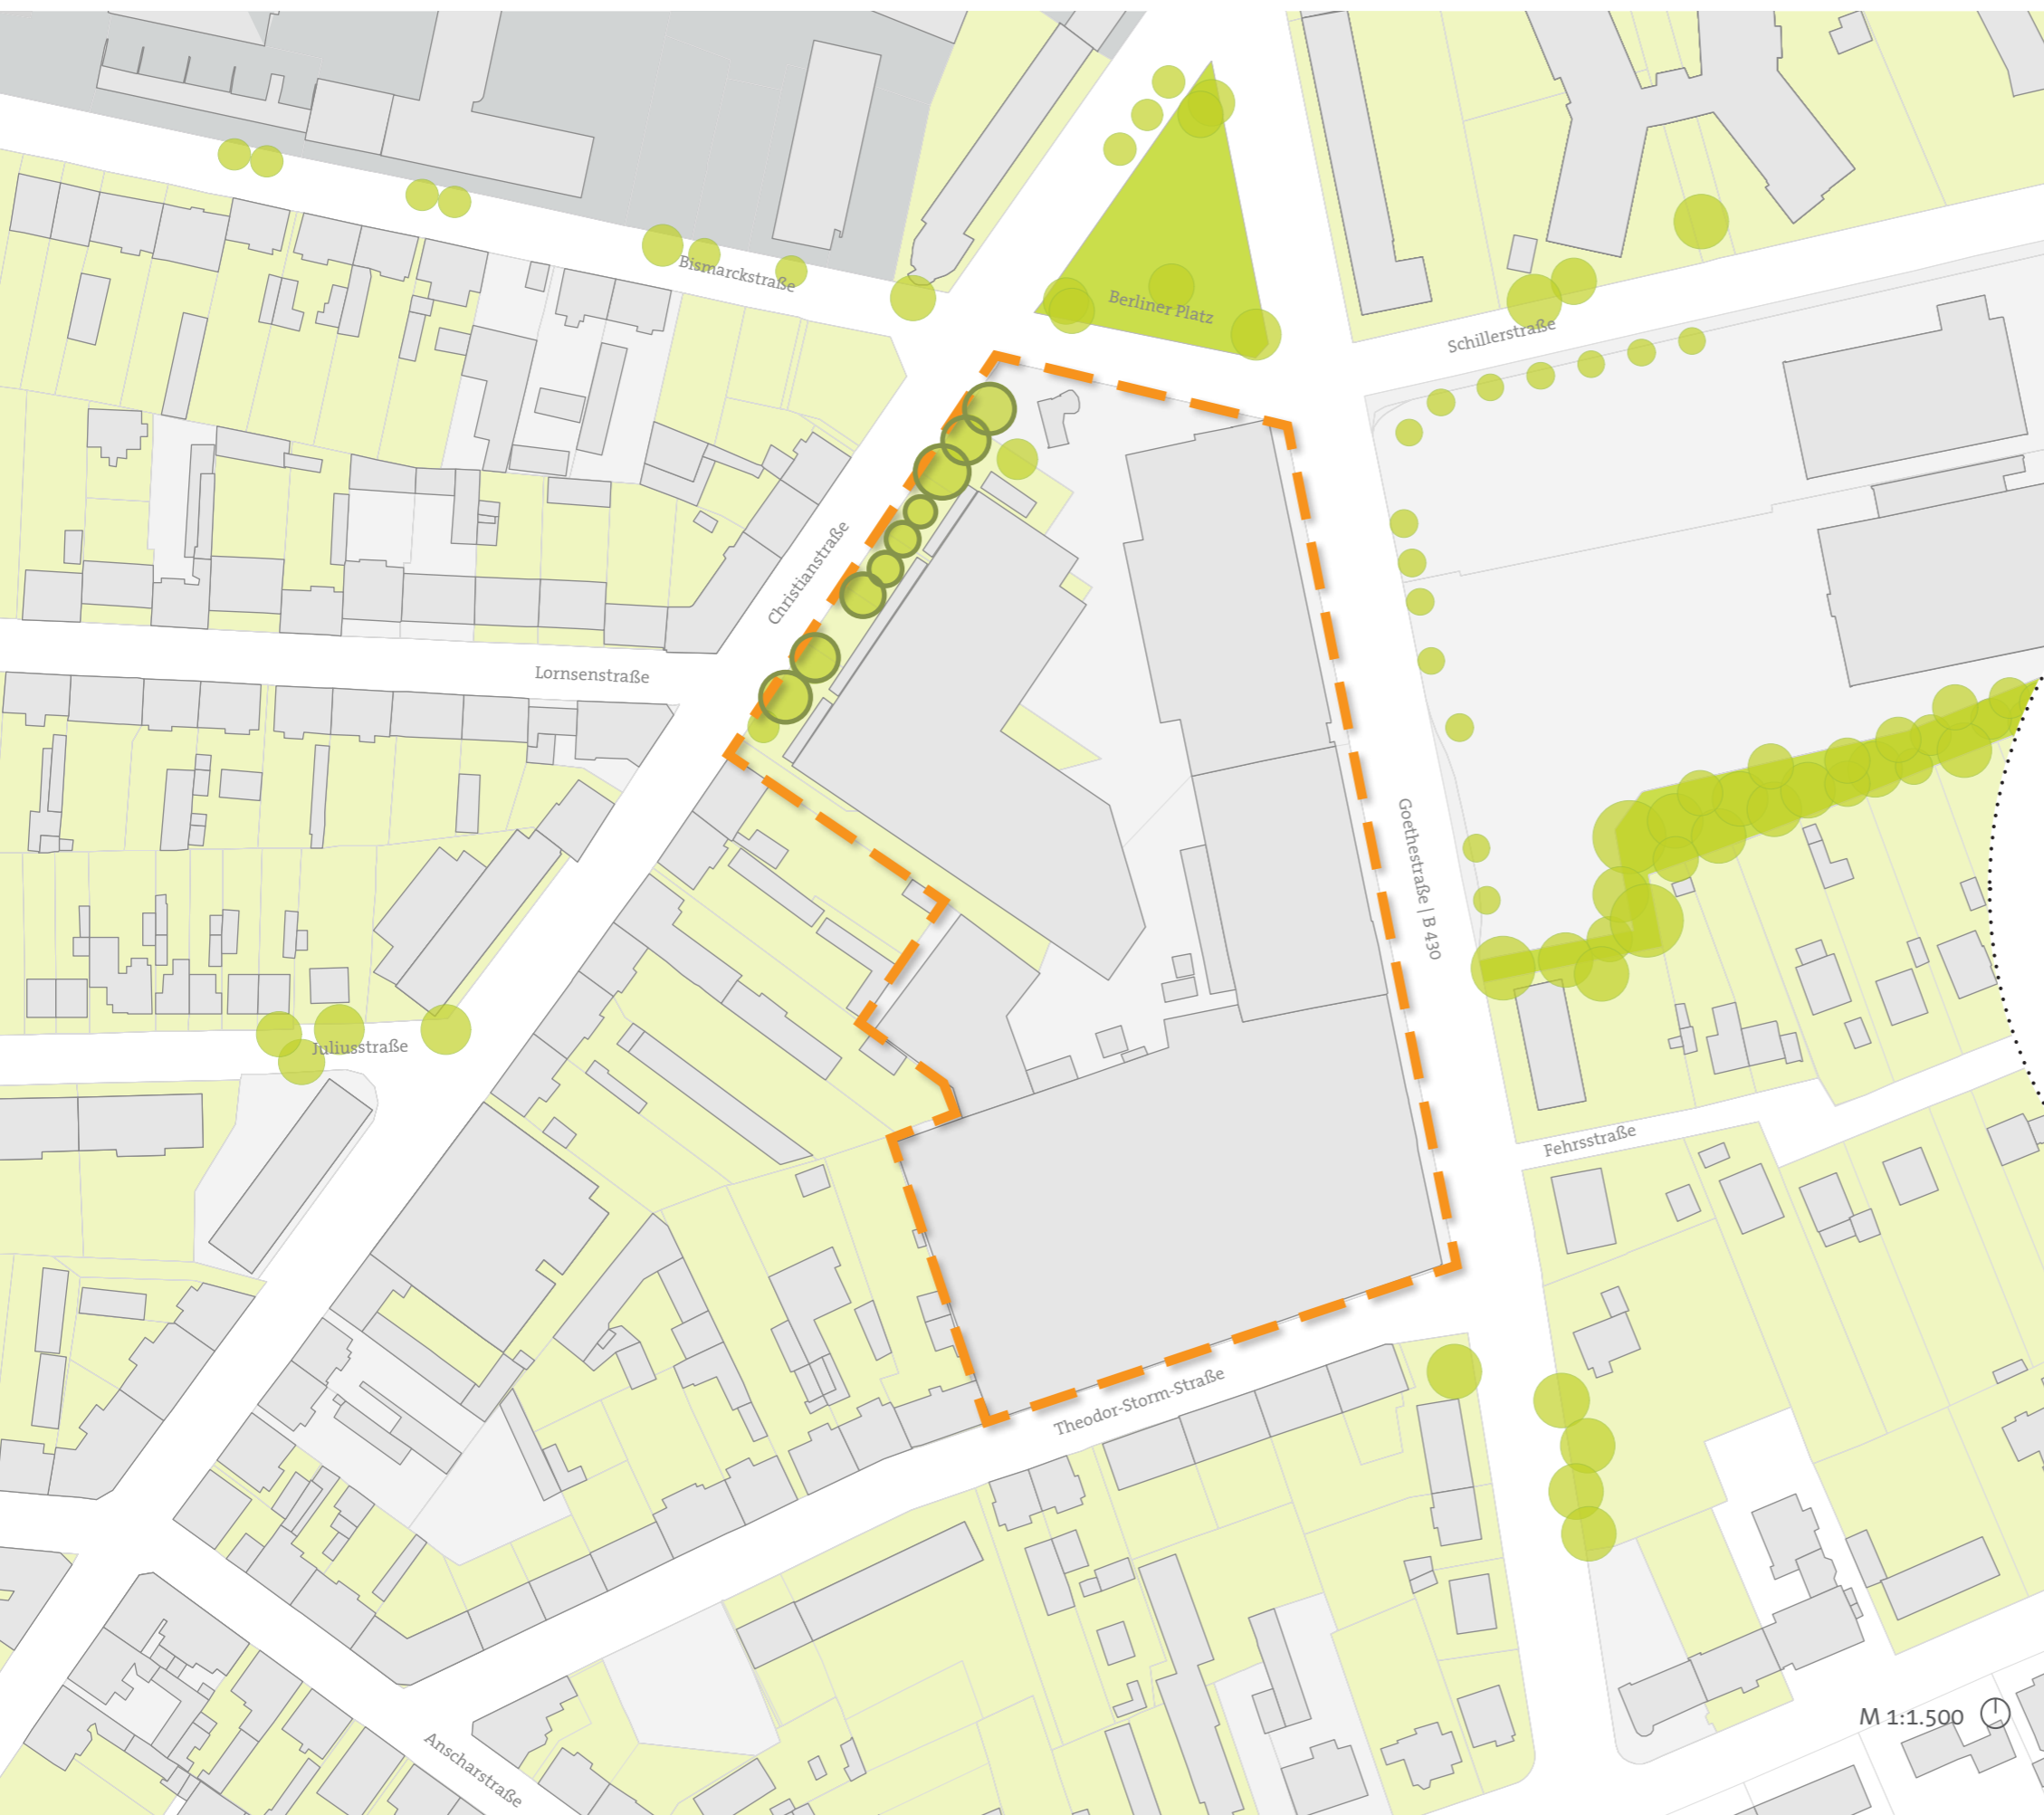 Bismarckstraße
Berliner Platz
Schillerstraße
Christianstraße
Lornsenstraße
Goethestraße | B 430
Juliusstraße
Fehrsstraße
Theodor-Storm-Straße
M 1:1.500
Anscharstraße